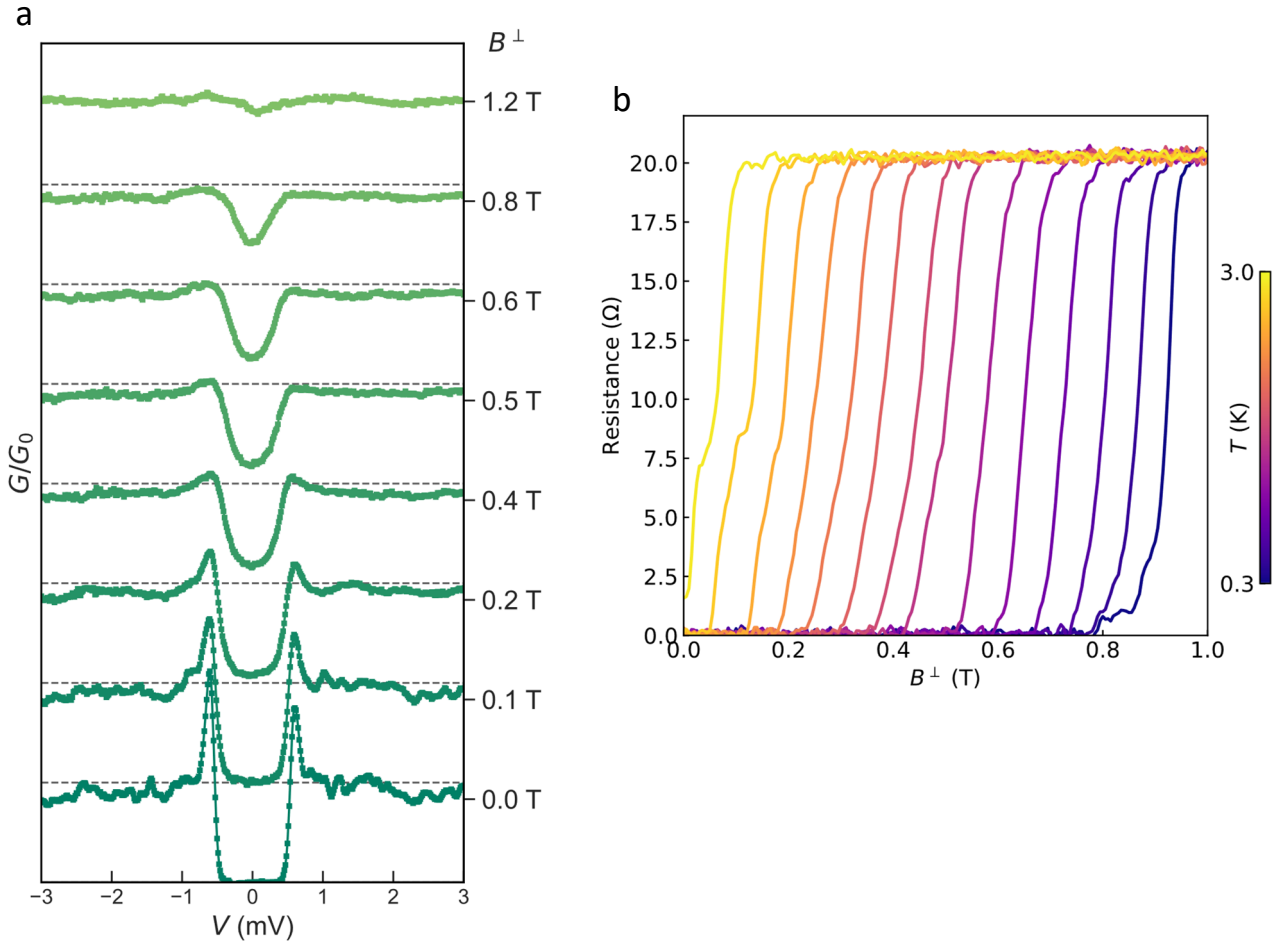 a
B⊥
1.2 T
0.8 T
0.6 T
0.5 T
0.4 T
0.2 T
0.1 T
0.0 T
G/G₀
−3 −2 −1 0 1 2 3
V (mV)
b
20.0
17.5
15.0
12.5
10.0
7.5
5.0
2.5
0.0
Resistance (Ω)
0.0 0.2 0.4 0.6 0.8 1.0
B⊥ (T)
3.0
T (K)
0.3